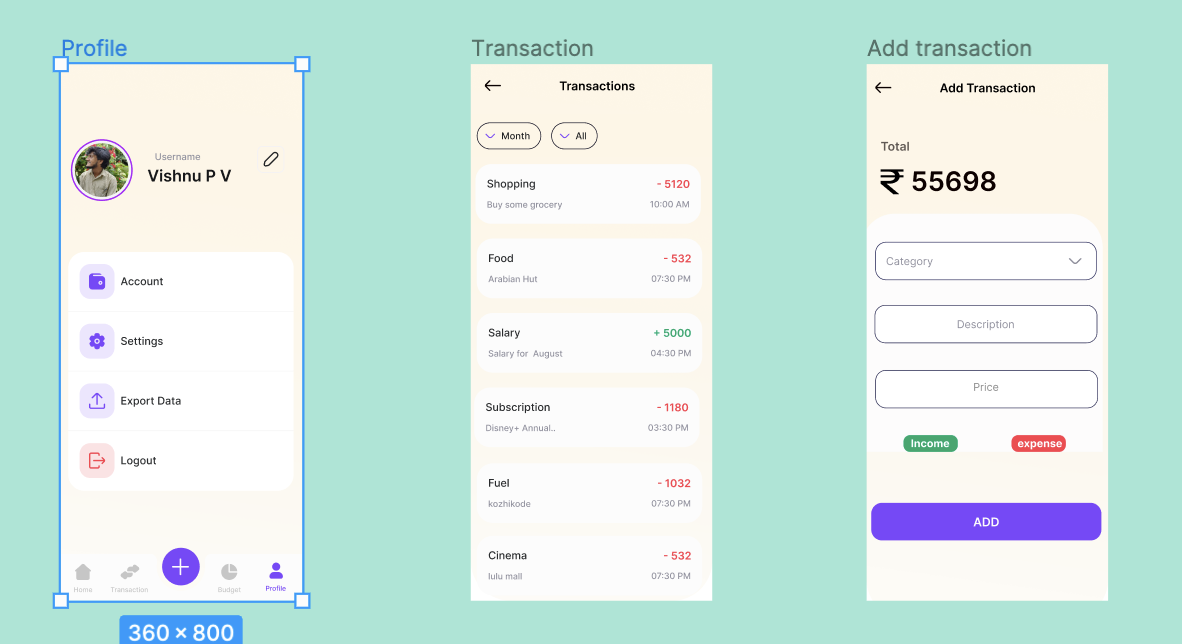 Profile
Username
Vishnu P V
Account
Settings
Export Data
Logout
Home
Transaction
Budget
Profile
360 × 800
Transaction
Transactions
Month
All
Shopping
- 5120
Buy some grocery
10:00 AM
Food
- 532
Arabian Hut
07:30 PM
Salary
+ 5000
Salary for August
04:30 PM
Subscription
- 1180
Disney+ Annual..
03:30 PM
Fuel
- 1032
kozhikode
07:30 PM
Cinema
- 532
lulu mall
07:30 PM
Add transaction
Add Transaction
Total
₹ 55698
Category
Description
Price
Income
expense
ADD